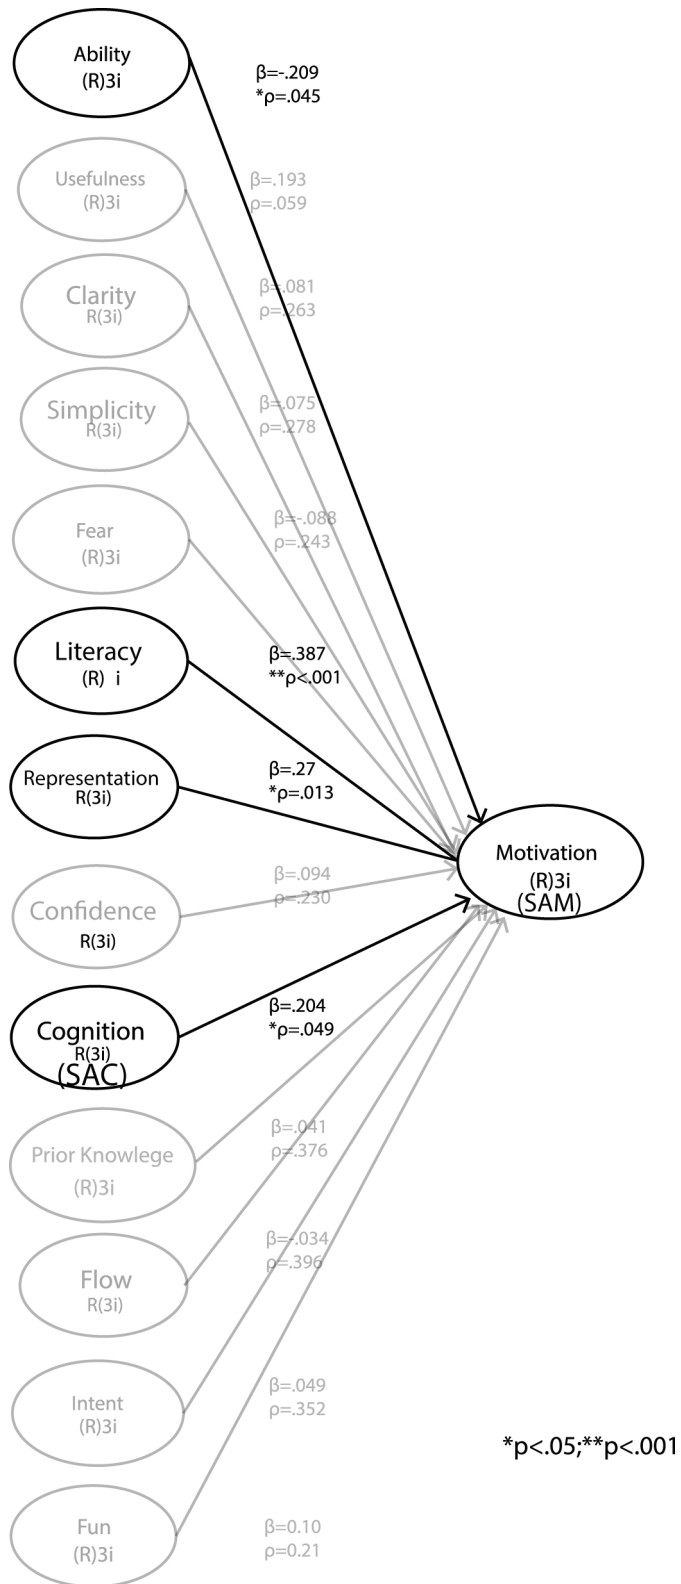 Ability
(R)3i
β=-.209
*ρ=.045
Usefulness
(R)3i
β=.193
ρ=.059
Clarity
R(3i)
β=.081
ρ=.263
Simplicity
R(3i)
β=.075
ρ=.278
Fear
(R)3i
β=-.088
ρ=.243
Literacy
(R) i
β=.387
**ρ<.001
Representation
R(3i)
β=.27
*ρ=.013
Motivation
(R)3i
(SAM)
Confidence
R(3i)
β=.094
ρ=.230
Cognition
R(3i)
(SAC)
β=.204
*ρ=.049
Prior Knowlege
(R)3i
β=.041
ρ=.376
Flow
R(3i)
β=-.034
ρ=.396
Intent
(R)3i
β=.049
ρ=.352
*p<.05;**p<.001
Fun
(R)3i
β=0.10
ρ=0.21